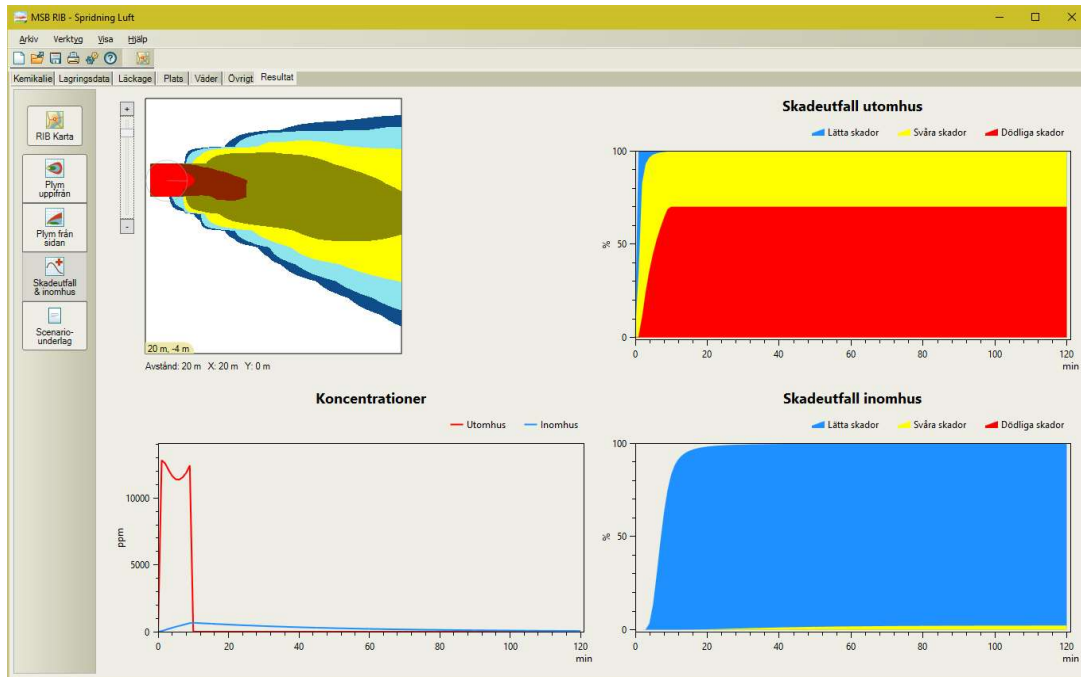 MSB RIB - Spridning Luft
Arkiv Verktyg Visa Hjälp
Kemikalie Lagringsdata Läckage Plats Väder Övrigt Resultat
RIB Karta
Plym
uppifrån
Plym från
sidan
Skadeutfall
& inomhus
Scenario-
underlag
+
-
20 m, -4 m
Avstånd: 20 m X: 20 m Y: 0 m
Skadeutfall utomhus
Lätta skador Svåra skador Dödliga skador
100
50
0
%
0 20 40 60 80 100 120
min
Koncentrationer
Utomhus Inomhus
10000
5000
0
ppm
0 20 40 60 80 100 120
min
Skadeutfall inomhus
Lätta skador Svåra skador Dödliga skador
100
50
0
%
0 20 40 60 80 100 120
min